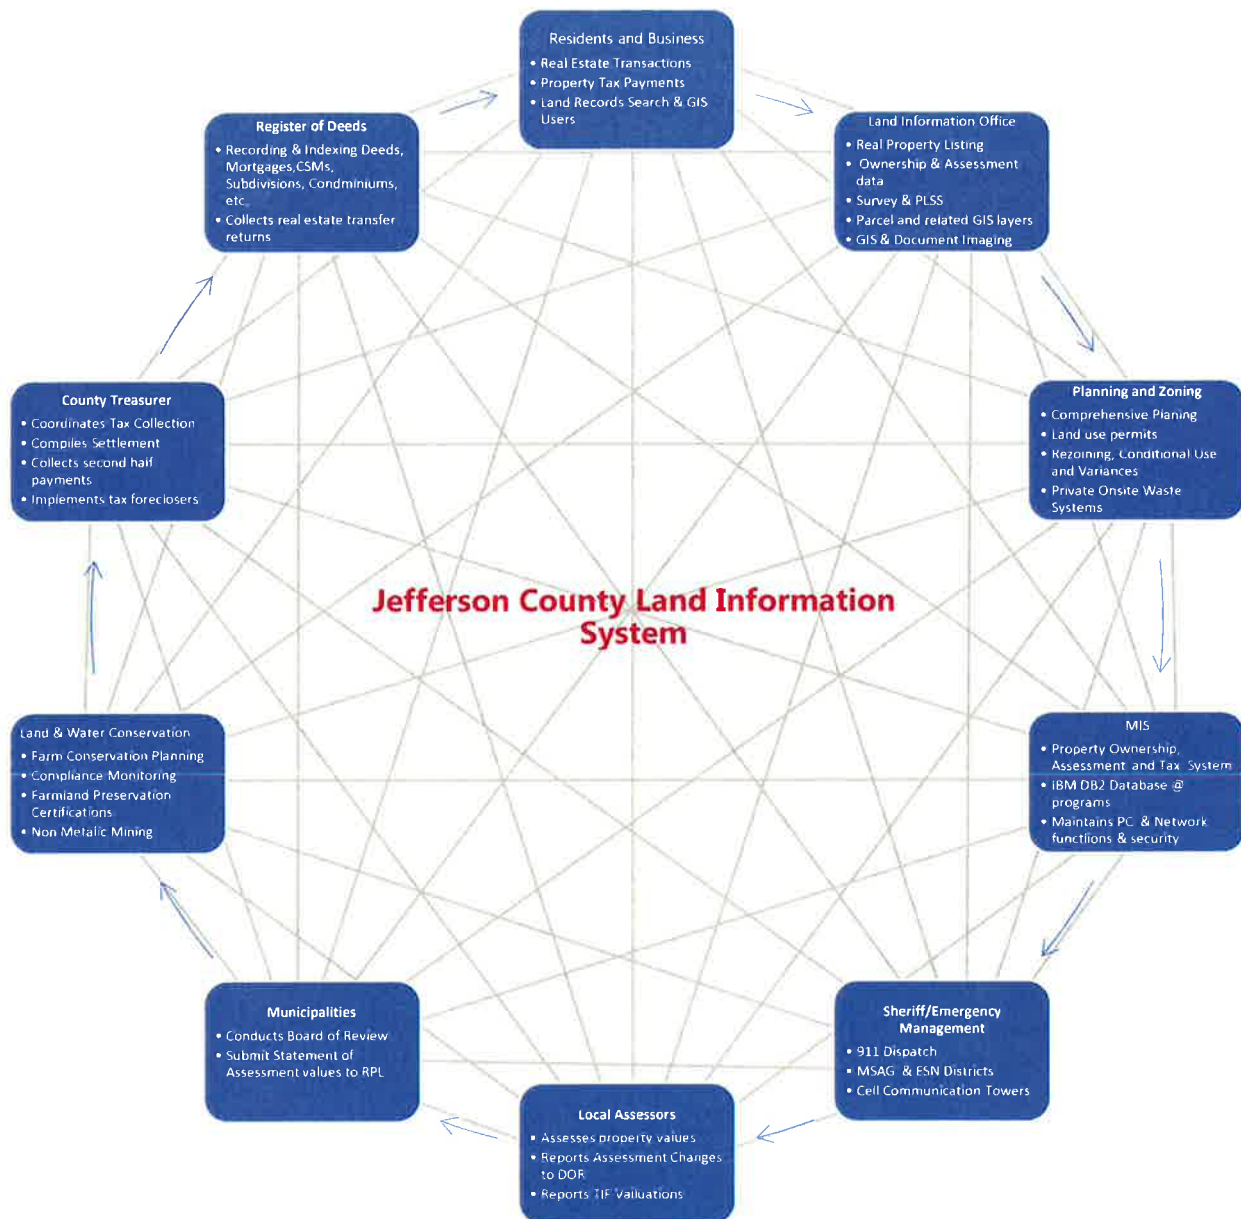 Residents and Business
• Real Estate Transactions
• Property Tax Payments
• Land Records Search & GIS
Users
Land Information Office
• Real Property Listing
• Ownership & Assessment
data
• Survey & PLSS
• Parcel and related GIS layers
• GIS & Document Imaging
Planning and Zoning
• Comprehensive Planing
• Land use permits
• Rezoining, Conditional Use
and Variances
• Private Onsite Waste
Systems
MIS
• Property Ownership,
Assessment and Tax System
• IBM DB2 Database @
programs
• Maintains PC & Network
functiions & security
Sheriff/Emergency
Management
• 911 Dispatch
• MSAG & ESN Districts
• Cell Communication Towers
Local Assessors
• Assesses property values
• Reports Assessment Changes
to DOR
• Reports TIF Valluations
Municipalities
• Conducts Board of Review
• Submit Statement of
Assessment values to RPL
Land & Water Conservation
• Farm Conservation Planning
• Compliance Monitoring
• Farmland Preservation
Certifications
• Non Metalic Mining
County Treasurer
• Coordinates Tax Collection
• Compiles Settlement
• Collects second half
payments
• Implements tax foreclosers
Register of Deeds
• Recording & Indexing Deeds,
Mortgages,CSMs,
Subdivisions, Condminiums,
etc
• Collects real estate transfer
returns
Jefferson County Land Information
System